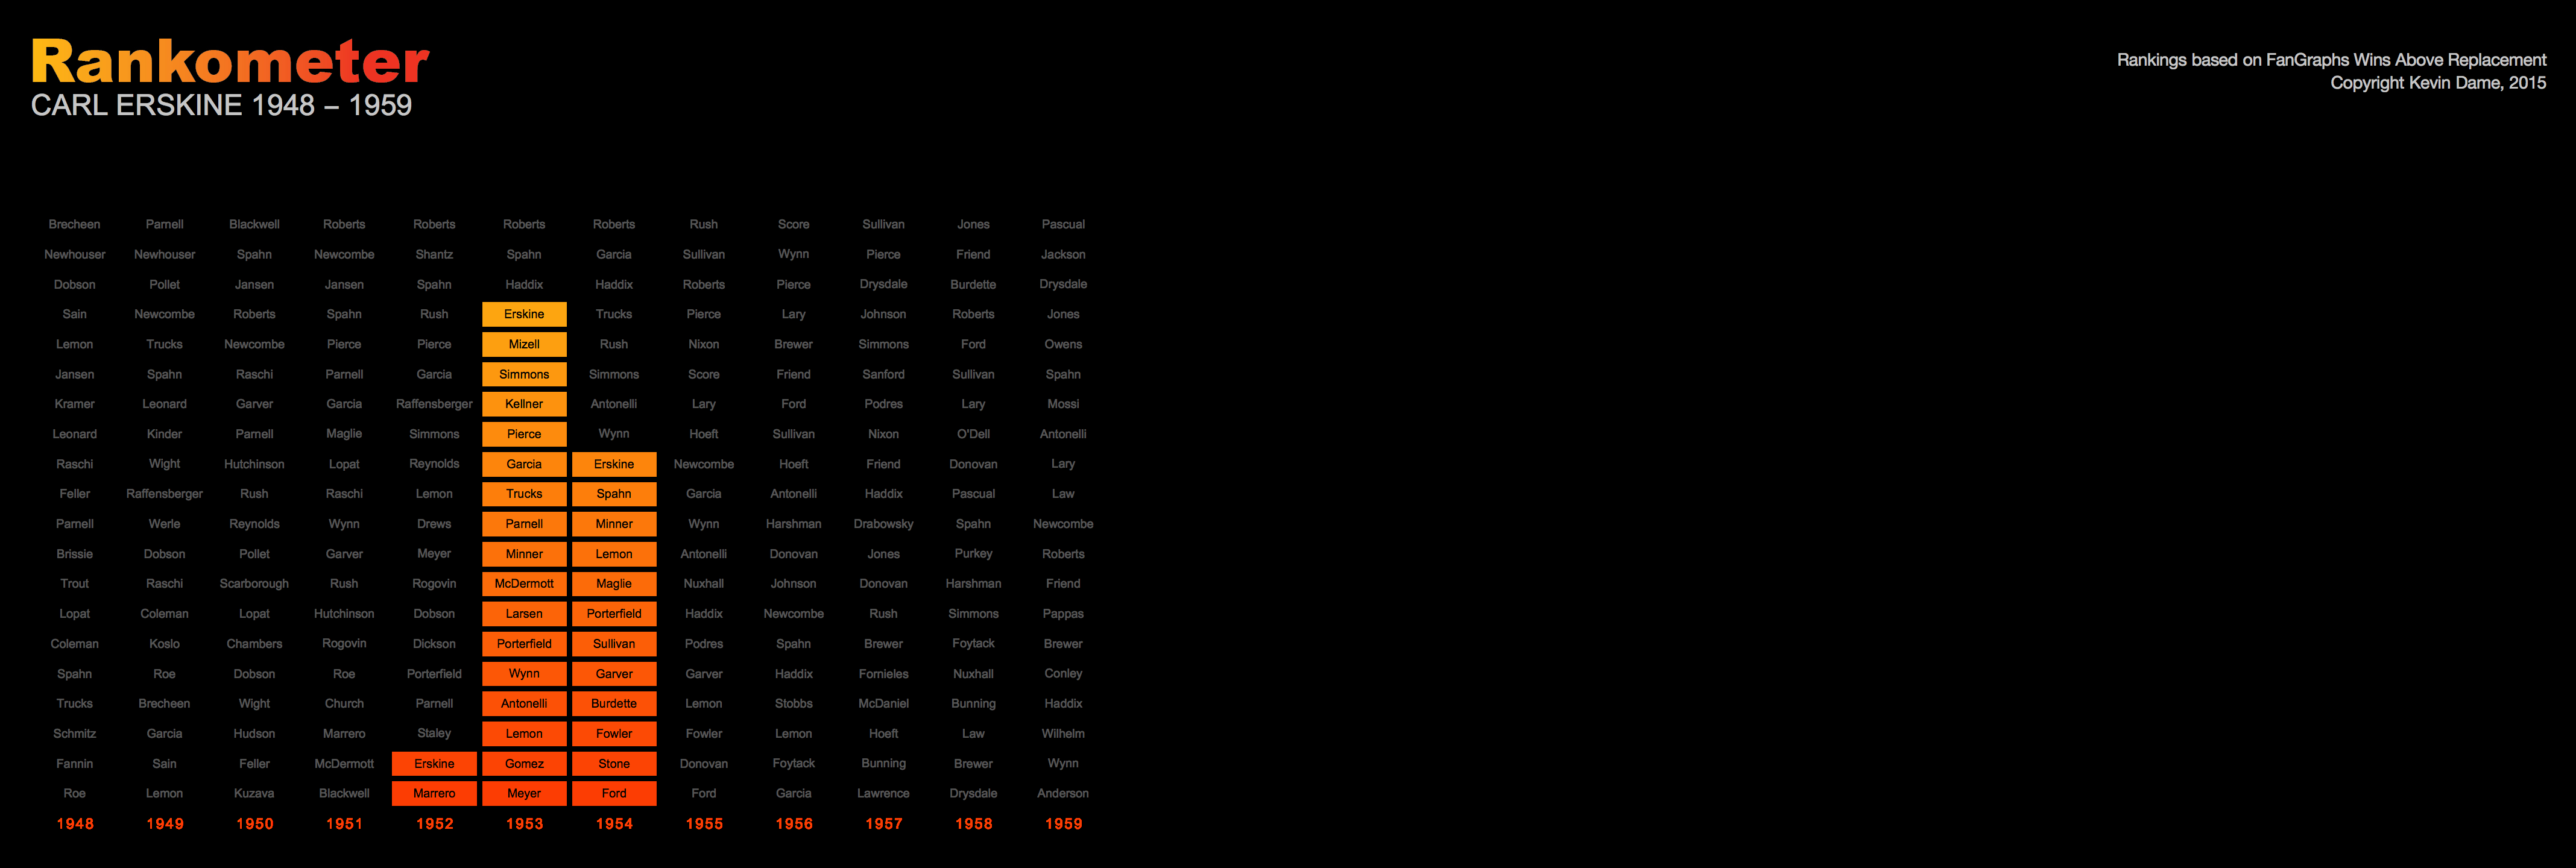 Rankometer
CARL ERSKINE 1948 – 1959
Rankings based on FanGraphs Wins Above Replacement
Copyright Kevin Dame, 2015
Brecheen Parnell Blackwell Roberts Roberts Roberts Roberts Rush Score Sullivan Jones Pascual
Newhouser Newhouser Spahn Newcombe Shantz Spahn Garcia Sullivan Wynn Pierce Friend Jackson
Dobson Pollet Jansen Jansen Spahn Haddix Haddix Roberts Pierce Drysdale Burdette Drysdale
Sain Newcombe Roberts Spahn Rush Erskine Trucks Pierce Lary Johnson Roberts Jones
Lemon Trucks Newcombe Pierce Pierce Mizell Rush Nixon Brewer Simmons Ford Owens
Jansen Spahn Raschi Parnell Garcia Simmons Simmons Score Friend Sanford Sullivan Spahn
Kramer Leonard Garver Garcia Raffensberger Kellner Antonelli Lary Ford Podres Lary Mossi
Leonard Kinder Parnell Maglie Simmons Pierce Wynn Hoeft Sullivan Nixon O'Dell Antonelli
Raschi Wight Hutchinson Lopat Reynolds Garcia Erskine Newcombe Hoeft Friend Donovan Lary
Feller Raffensberger Rush Raschi Lemon Trucks Spahn Garcia Antonelli Haddix Pascual Law
Parnell Werle Reynolds Wynn Drews Parnell Minner Wynn Harshman Drabowsky Spahn Newcombe
Brissie Dobson Pollet Garver Meyer Minner Lemon Antonelli Donovan Jones Purkey Roberts
Trout Raschi Scarborough Rush Rogovin McDermott Maglie Nuxhall Johnson Donovan Harshman Friend
Lopat Coleman Lopat Hutchinson Dobson Larsen Porterfield Haddix Newcombe Rush Simmons Pappas
Coleman Koslo Chambers Rogovin Dickson Porterfield Sullivan Podres Spahn Brewer Foytack Brewer
Spahn Roe Dobson Roe Porterfield Wynn Garver Garver Haddix Fornieles Nuxhall Conley
Trucks Brecheen Wight Church Parnell Antonelli Burdette Lemon Stobbs McDaniel Bunning Haddix
Schmitz Garcia Hudson Marrero Staley Lemon Fowler Fowler Lemon Hoeft Law Wilhelm
Fannin Sain Feller McDermott Erskine Gomez Stone Donovan Foytack Bunning Brewer Wynn
Roe Lemon Kuzava Blackwell Marrero Meyer Ford Ford Garcia Lawrence Drysdale Anderson
1948 1949 1950 1951 1952 1953 1954 1955 1956 1957 1958 1959